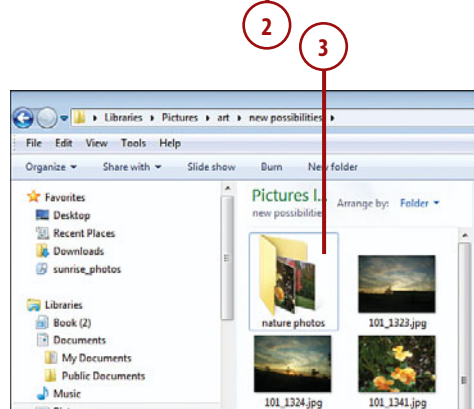 2
3
Libraries Pictures art new possibilities
File Edit View Tools Help
Organize Share with Slide show Burn New folder
Favorites
Desktop
Recent Places
Downloads
sunrise_photos
Libraries
Book (2)
Documents
My Documents
Public Documents
Music
Pictures l...
new possibilities
Arrange by: Folder
nature photos
101_1323.jpg
101_1324.jpg
101_1341.jpg